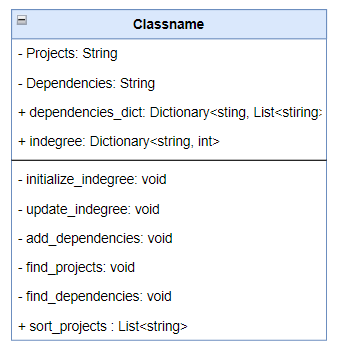 Classname
- Projects: String
- Dependencies: String
+ dependencies_dict: Dictionary<sting, List<stiring>
+ indegree: Dictionary<string, int>
- initialize_indegree: void
- update_indegree: void
- add_dependencies: void
- find_projects: void
- find_dependencies: void
+ sort_projects : List<string>